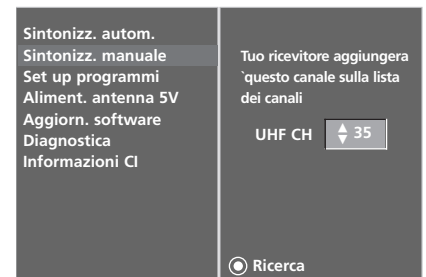 Sintonizz. autom.
Sintonizz. manuale
Set up programmi
Aliment. antenna 5V
Aggiorn. software
Diagnostica
Informazioni CI
Tuo ricevitore aggiungera
`questo canale sulla lista
dei canali
UHF CH 35
Ricerca